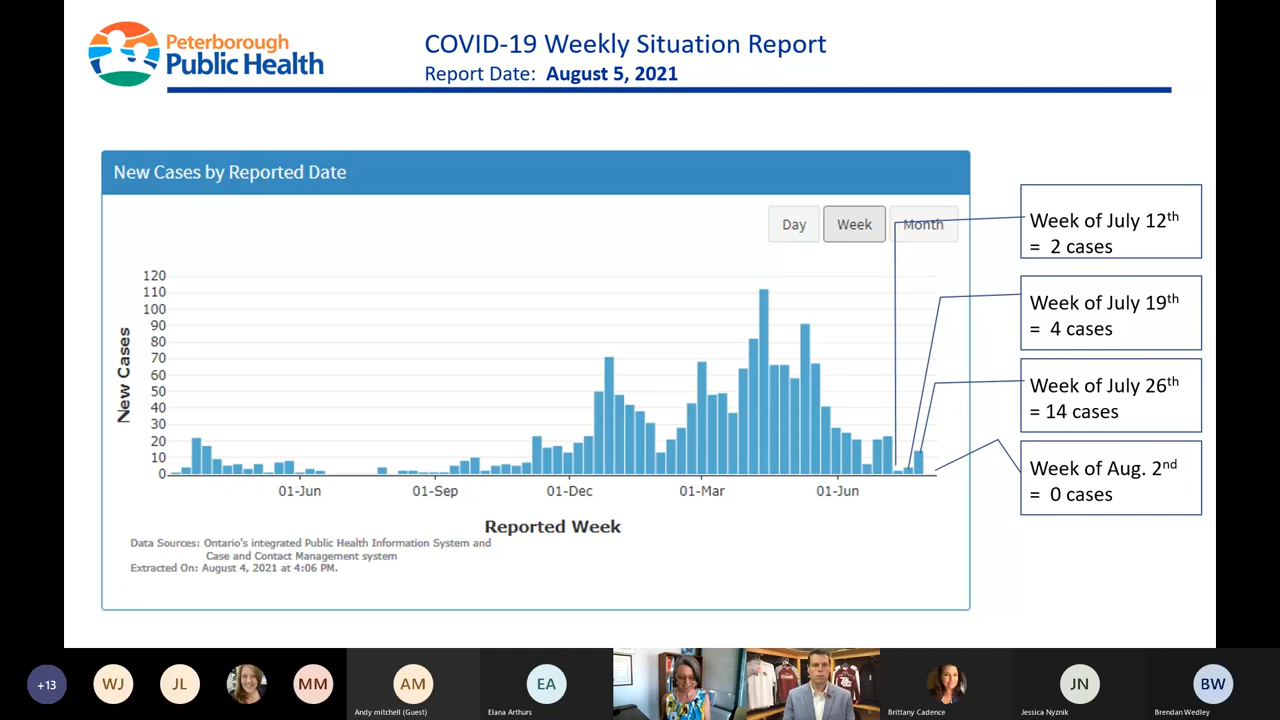 Peterborough
Public Health
COVID-19 Weekly Situation Report
Report Date: August 5, 2021
New Cases by Reported Date
Day Week Month
Week of July 12th
= 2 cases
Week of July 19th
= 4 cases
Week of July 26th
= 14 cases
Week of Aug. 2nd
= 0 cases
New Cases
120
110
100
90
80
70
60
50
40
30
20
10
0
01-Jun 01-Sep 01-Dec 01-Mar 01-Jun
Reported Week
Data Sources: Ontario's integrated Public Health Information System and
Case and Contact Management system
Extracted On: August 4, 2021 at 4:06 PM.
+13 WJ JL MM AM EA JN BW
Andy mitchell (Guest) Elana Arthurs Brittany Cadence Jessica Nyznik Brendan Wedley